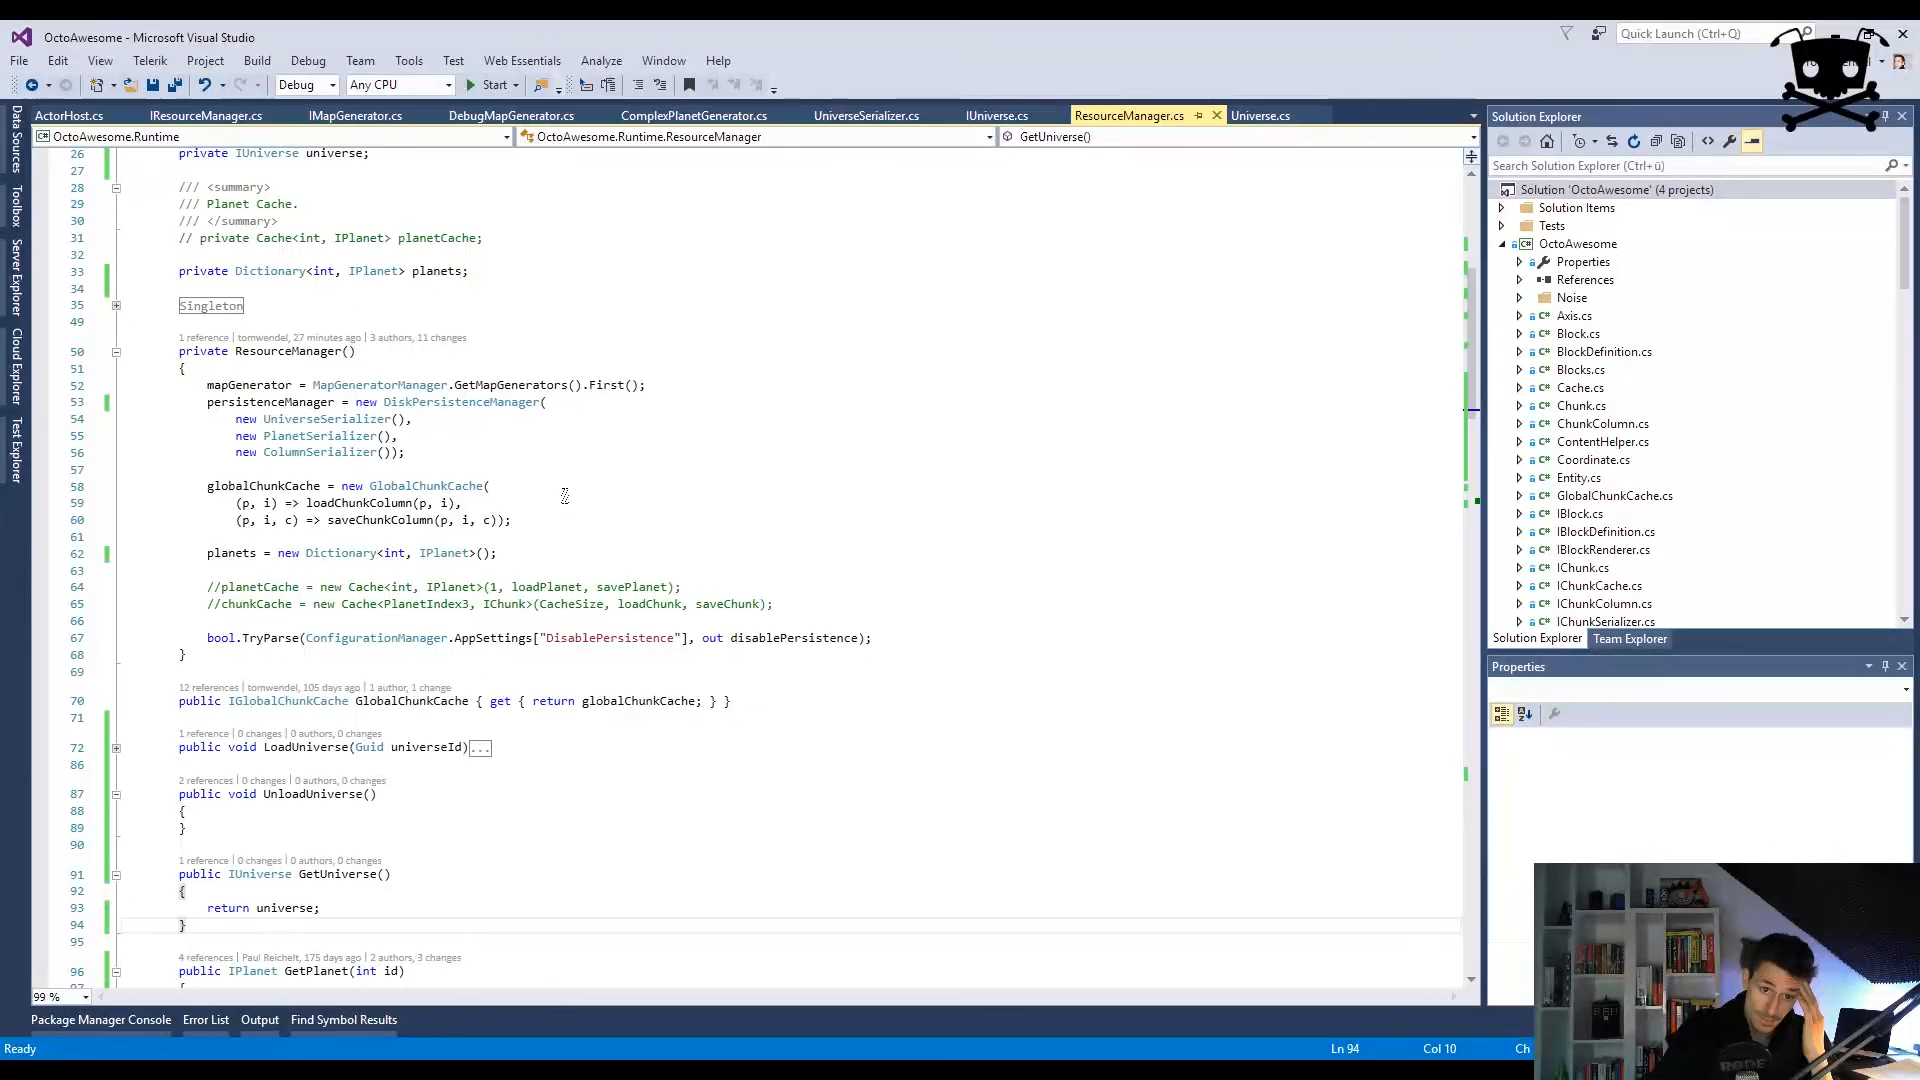 OctoAwesome - Microsoft Visual Studio
Quick Launch (Ctrl+Q)
File Edit View Telerik Project Build Debug Team Tools Test Web Essentials Analyze Window Help
Debug Any CPU Start
ActorHost.cs IResourceManager.cs IMapGenerator.cs DebugMapGenerator.cs ComplexPlanetGenerator.cs UniverseSerializer.cs IUniverse.cs ResourceManager.cs Universe.cs
OctoAwesome.Runtime OctoAwesome.Runtime.ResourceManager GetUniverse()
Data Sources
Toolbox
Server Explorer
Cloud Explorer
Test Explorer
26 private IUniverse universe;
27
28 /// <summary>
29 /// Planet Cache.
30 /// </summary>
31 // private Cache<int, IPlanet> planetCache;
32
33 private Dictionary<int, IPlanet> planets;
34
35 Singleton
49
1 reference | tomwendel, 27 minutes ago | 3 authors, 11 changes
50 private ResourceManager()
51 {
52 mapGenerator = MapGeneratorManager.GetMapGenerators().First();
53 persistenceManager = new DiskPersistenceManager(
54 new UniverseSerializer(),
55 new PlanetSerializer(),
56 new ColumnSerializer());
57
58 globalChunkCache = new GlobalChunkCache(
59 (p, i) => loadChunkColumn(p, i),
60 (p, i, c) => saveChunkColumn(p, i, c));
61
62 planets = new Dictionary<int, IPlanet>();
63
64 //planetCache = new Cache<int, IPlanet>(1, loadPlanet, savePlanet);
65 //chunkCache = new Cache<PlanetIndex3, IChunk>(CacheSize, loadChunk, saveChunk);
66
67 bool.TryParse(ConfigurationManager.AppSettings["DisablePersistence"], out disablePersistence);
68 }
69
12 references | tomwendel, 105 days ago | 1 author, 1 change
70 public IGlobalChunkCache GlobalChunkCache { get { return globalChunkCache; } }
71
1 reference | 0 changes | 0 authors, 0 changes
72 public void LoadUniverse(Guid universeId)...
86
2 references | 0 changes | 0 authors, 0 changes
87 public void UnloadUniverse()
88 {
89 }
90
1 reference | 0 changes | 0 authors, 0 changes
91 public IUniverse GetUniverse()
92 {
93 return universe;
94 }
95
4 references | Paul Reichelt, 175 days ago | 2 authors, 3 changes
96 public IPlanet GetPlanet(int id)
97 {
99 %
Package Manager Console Error List Output Find Symbol Results
Ready Ln 94 Col 10 Ch
Solution Explorer
Search Solution Explorer (Ctrl+ü)
Solution 'OctoAwesome' (4 projects)
Solution Items
Tests
OctoAwesome
Properties
References
Noise
Axis.cs
Block.cs
BlockDefinition.cs
Blocks.cs
Cache.cs
Chunk.cs
ChunkColumn.cs
ContentHelper.cs
Coordinate.cs
Entity.cs
GlobalChunkCache.cs
IBlock.cs
IBlockDefinition.cs
IBlockRenderer.cs
IChunk.cs
IChunkCache.cs
IChunkColumn.cs
IChunkSerializer.cs
Solution Explorer Team Explorer
Properties
RODE